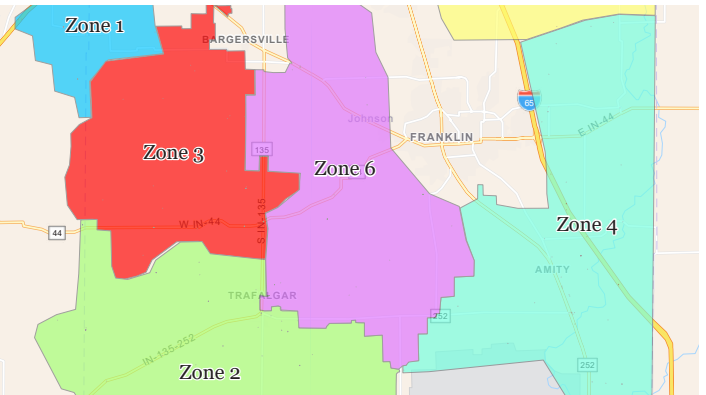 Zone 1
BARGERSVILLE
65
Johnson
E IN-44
FRANKLIN
135
Zone 3
Zone 6
S IN-135
W IN-44
44
Zone 4
AMITY
TRAFALGAR
252
IN-135-252
252
Zone 2